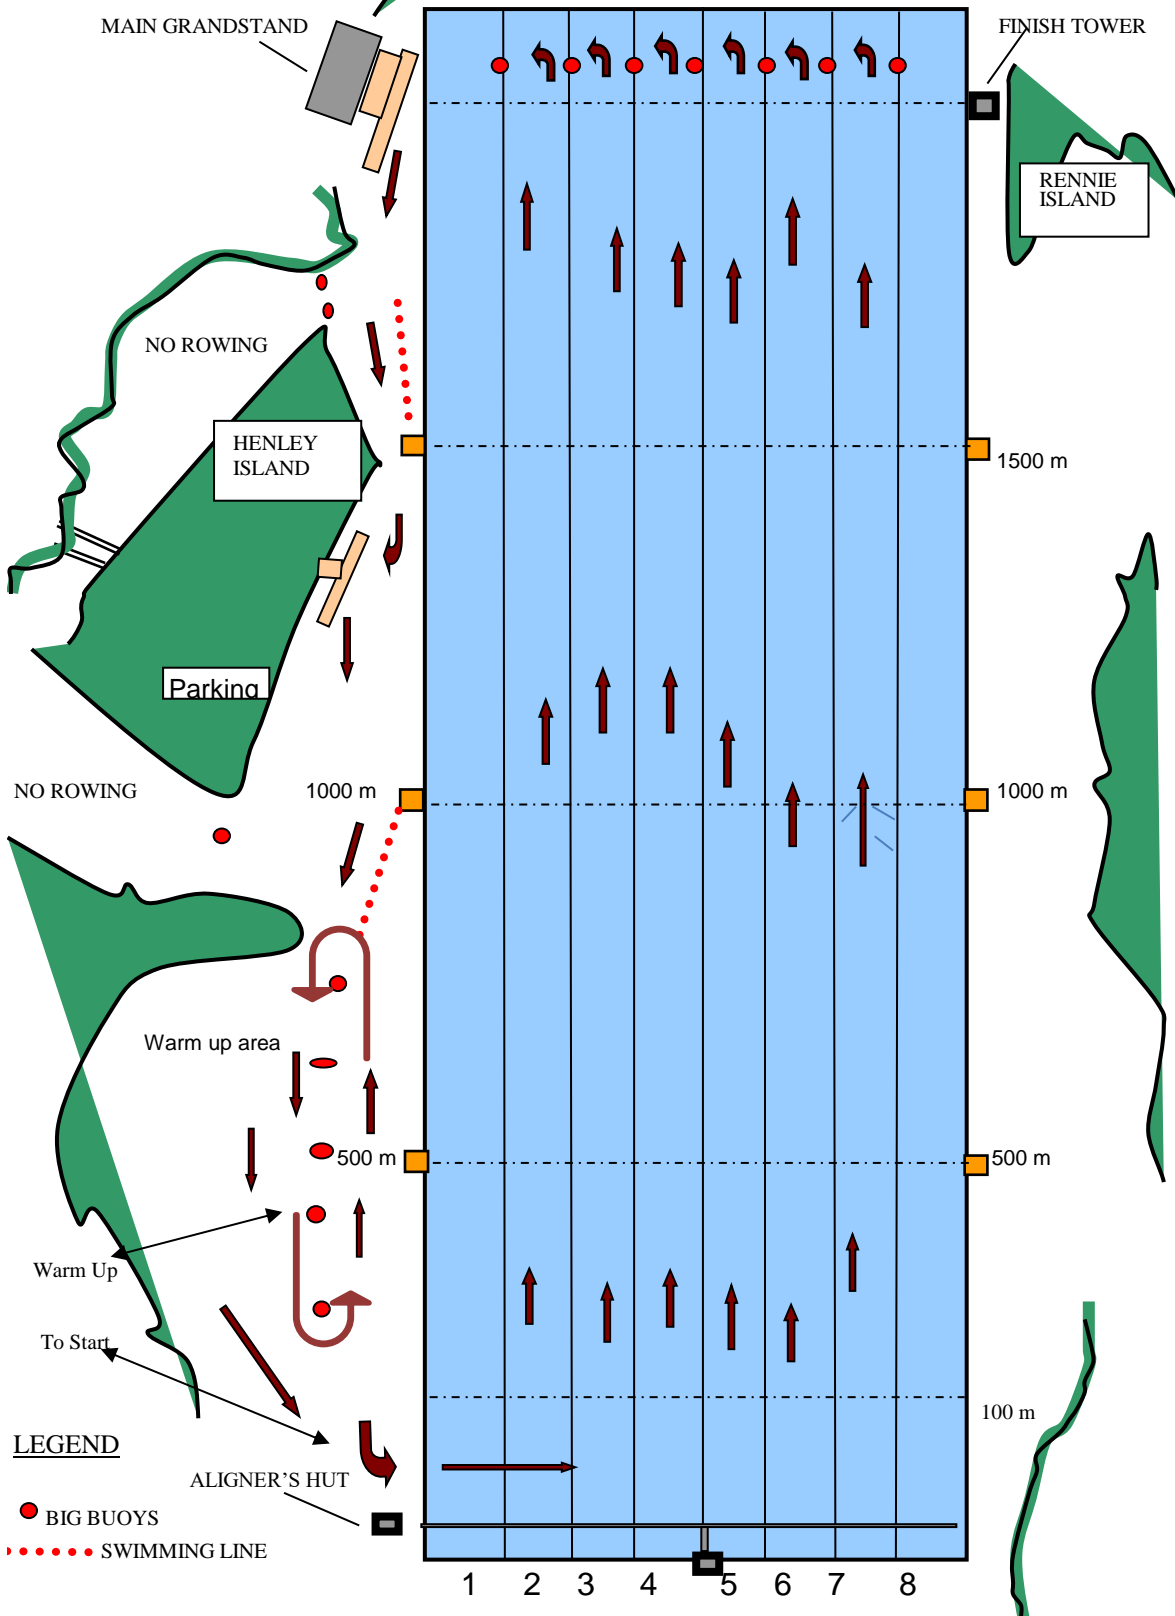 MAIN GRANDSTAND
FINISH TOWER
RENNIE
ISLAND
NO ROWING
HENLEY
ISLAND
1500 m
Parking
NO ROWING
1000 m
1000 m
Warm up area
500 m
500 m
Warm Up
To Start
100 m
LEGEND
ALIGNER'S HUT
BIG BUOYS
SWIMMING LINE
1 2 3 4 5 6 7 8